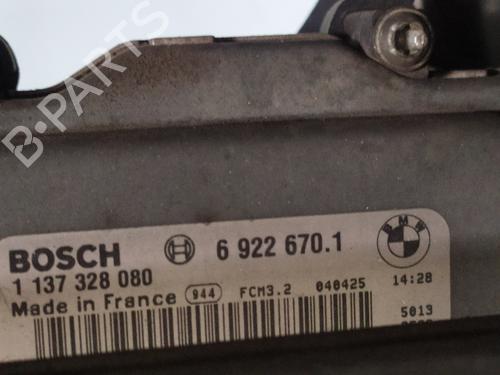 B-PARTS
BMW
BOSCH 6 922 670.1
1 137 328 080
Made in France 944 FCM3.2 040425 14:28
5013